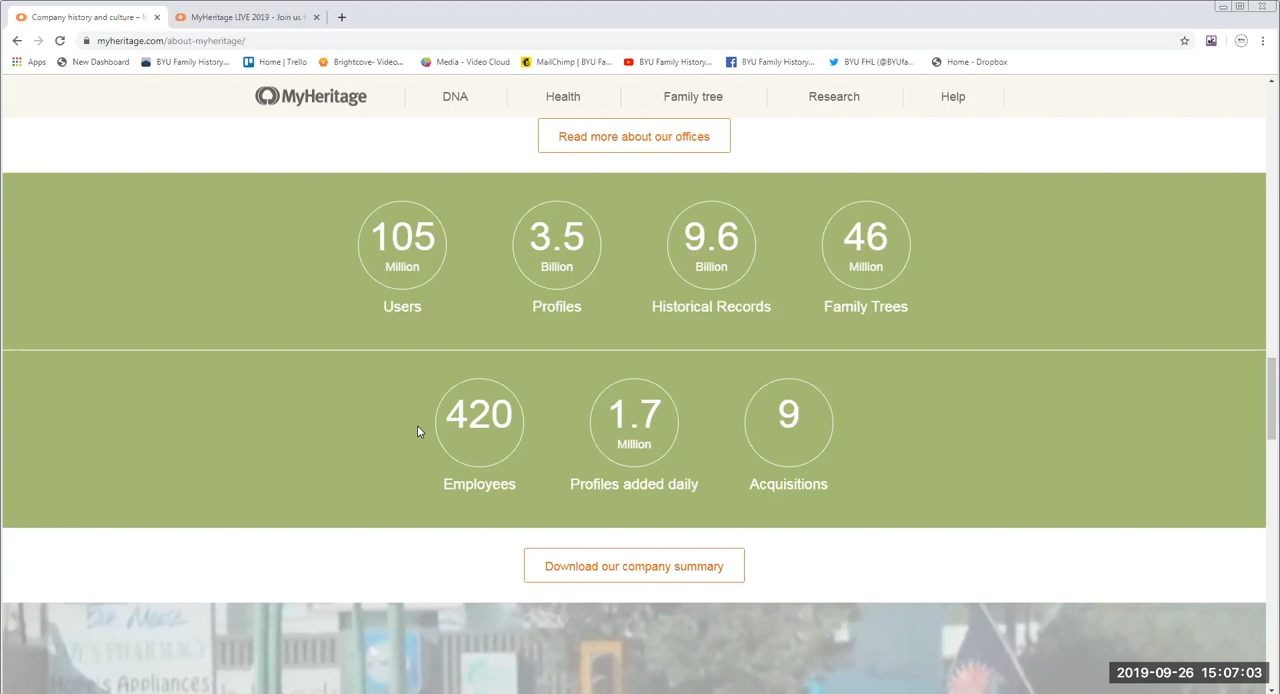 Company history and culture – M
MyHeritage LIVE 2019 - Join us
myheritage.com/about-myheritage/
Apps
New Dashboard
BYU Family History...
Home | Trello
Brightcove- Video...
Media - Video Cloud
MailChimp | BYU Fa...
BYU Family History...
BYU Family History...
BYU FHL (@BYUfa...
Home - Dropbox
MyHeritage
DNA
Health
Family tree
Research
Help
Read more about our offices
105
Million
Users
3.5
Billion
Profiles
9.6
Billion
Historical Records
46
Million
Family Trees
420
Employees
1.7
Million
Profiles added daily
9
Acquisitions
Download our company summary
PHARMACY
Appliances
2019-09-26 15:07:03